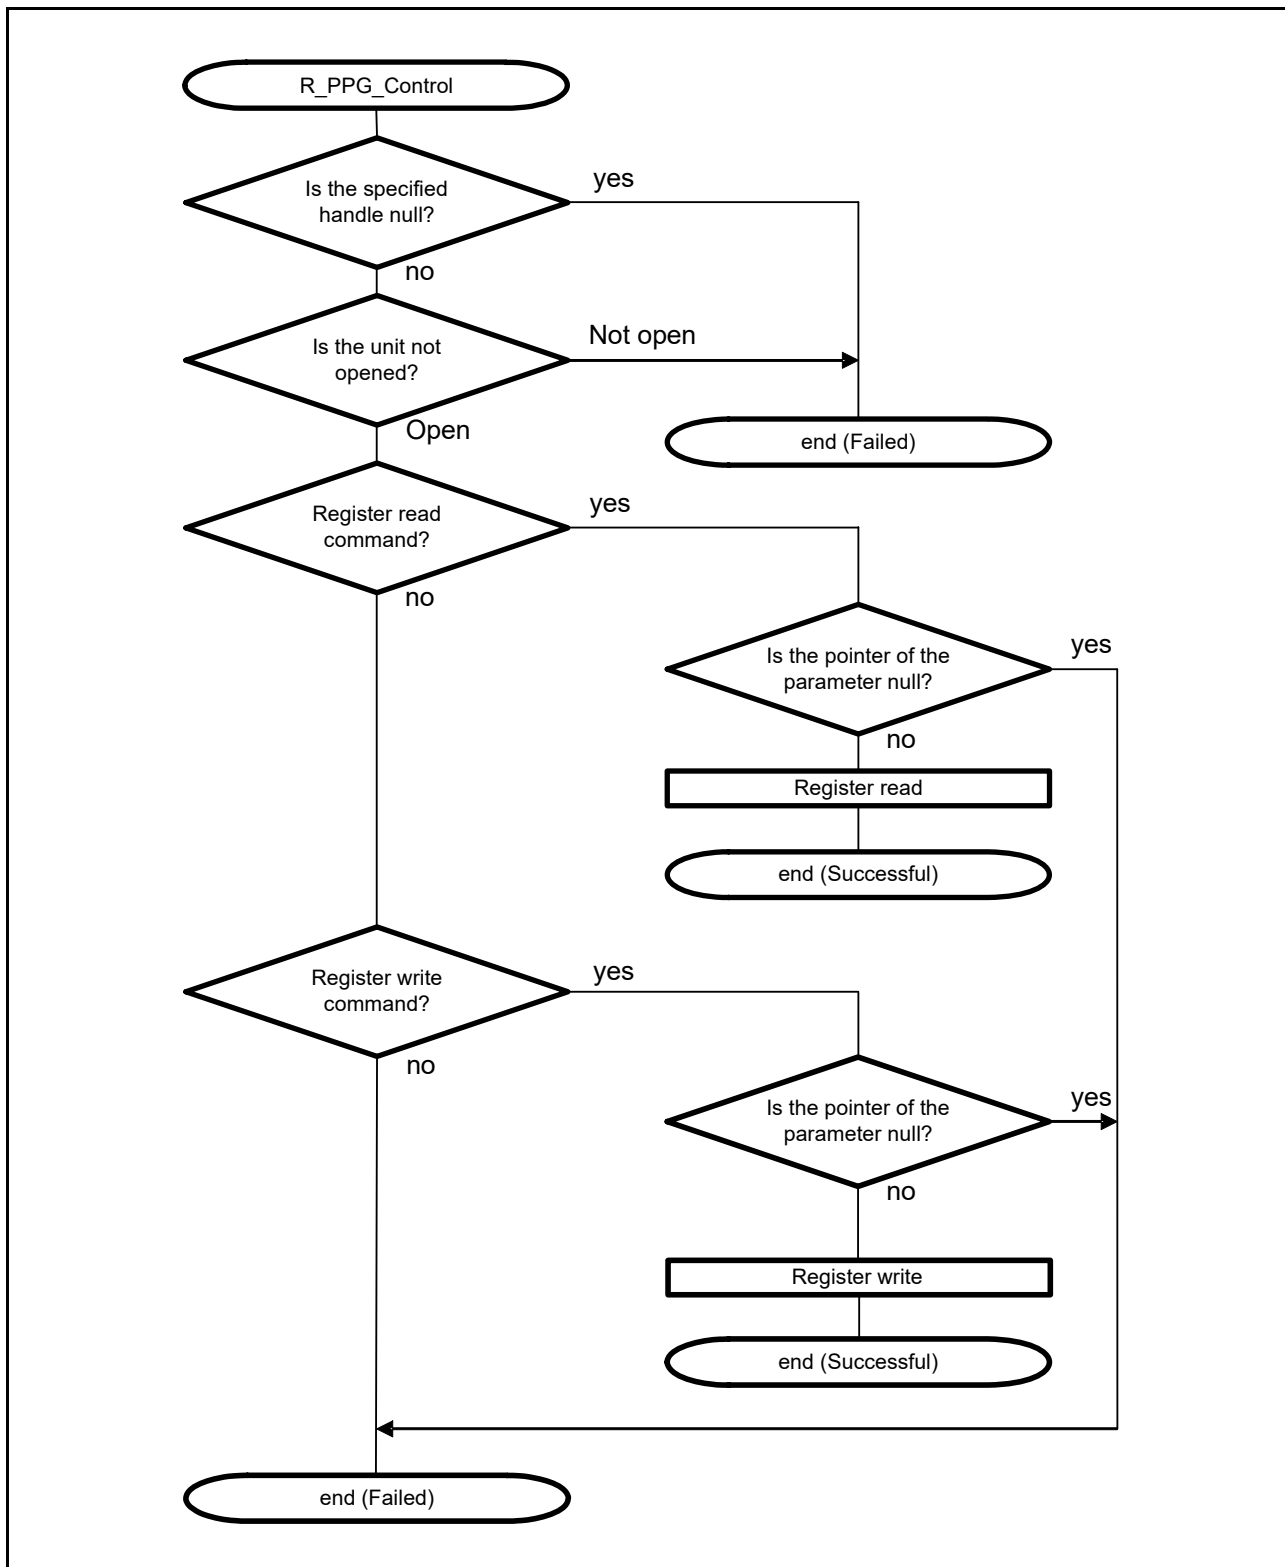 R_PPG_Control
Is the specified
handle null?
yes
no
Is the unit not
opened?
Not open
Open
end (Failed)
Register read
command?
yes
no
Is the pointer of the
parameter null?
yes
no
Register read
end (Successful)
Register write
command?
yes
no
Is the pointer of the
parameter null?
yes
no
Register write
end (Successful)
end (Failed)